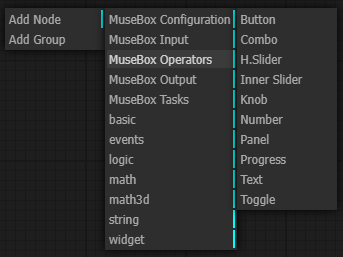 Add Node
Add Group
MuseBox Configuration
MuseBox Input
MuseBox Operators
MuseBox Output
MuseBox Tasks
basic
events
logic
math
math3d
string
widget
Button
Combo
H.Slider
Inner Slider
Knob
Number
Panel
Progress
Text
Toggle